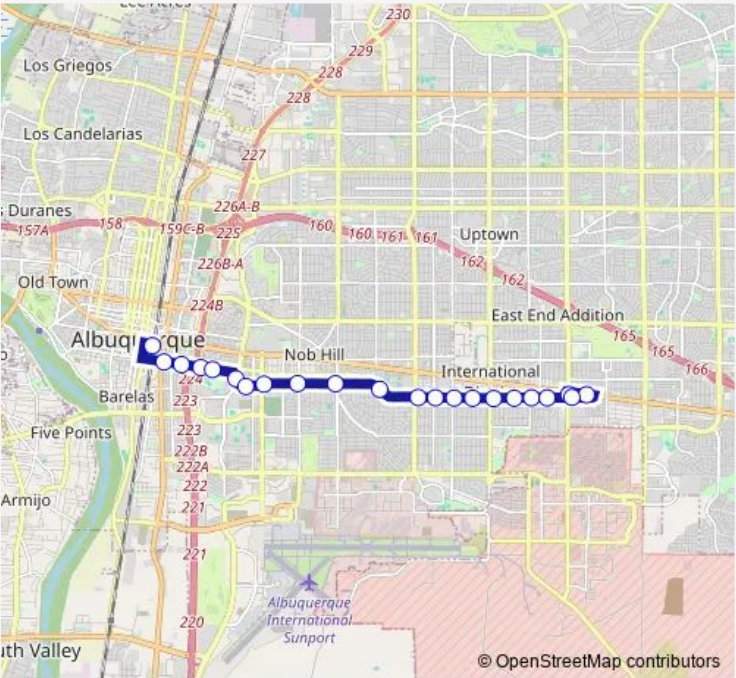 230
229
Los Griegos
228
228
Los Candelarias
227
226A-B
Duranes
157A
158
159C-B
225
160
160
161
161
Uptown
162
162
226B-A
Old Town
224B
East End Addition
165
Albuquerque
165
Nob Hill
166
International
224
Barelas
223
Five Points
223
222B
222A
222
Armijo
221
221
Albuquerque
International
Sunport
220
uth Valley
© OpenStreetMap contributors